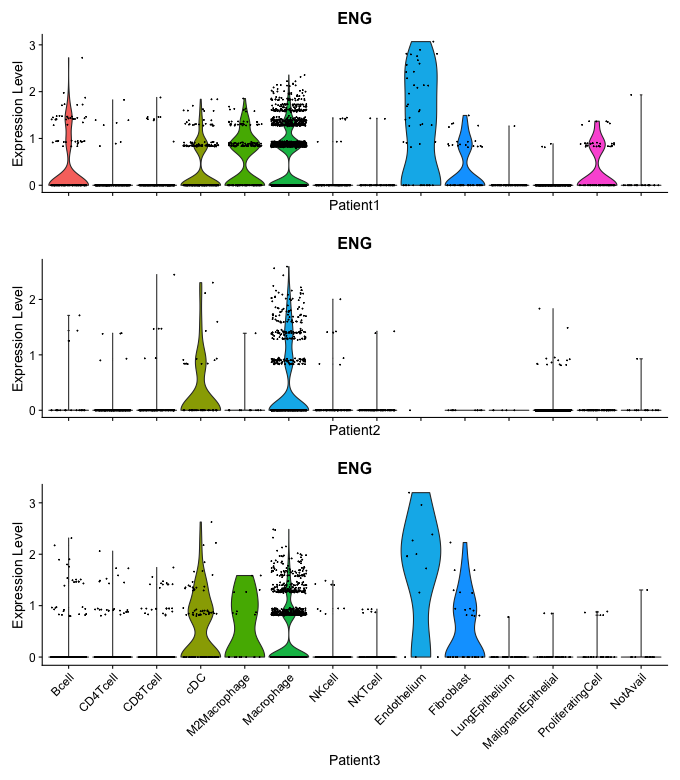 ENG
Expression Level
3
2
1
0
Patient1
ENG
Expression Level
2
1
0
Patient2
ENG
Expression Level
3
2
1
0
Bcell
CD4Tcell
CD8Tcell
cDC
M2Macrophage
Macrophage
NKcell
NKTcell
Endothelium
Fibroblast
LungEpithelium
MalignantEpithelial
ProliferatingCell
NotAvail
Patient3